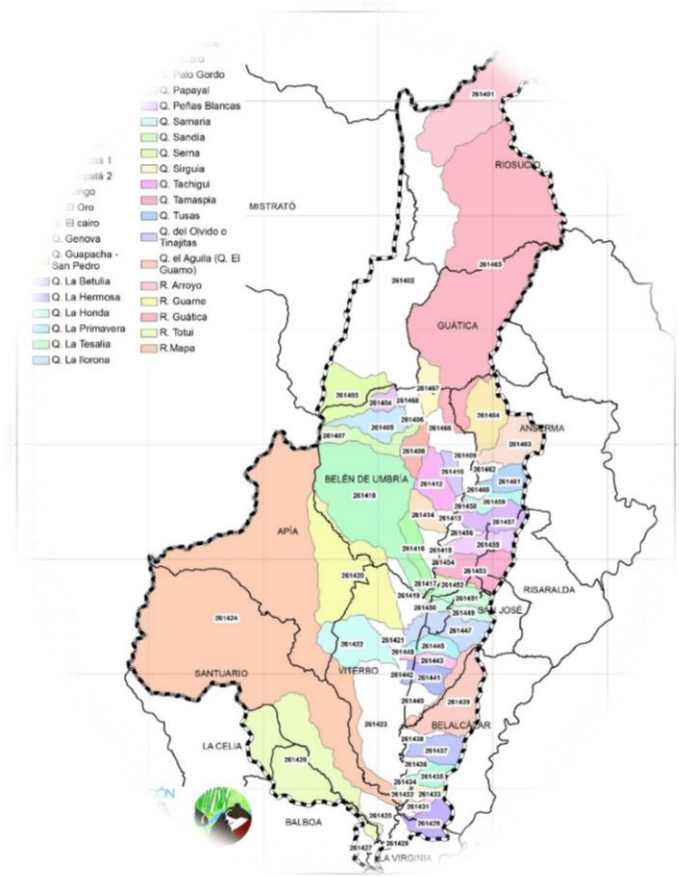 Palo Gordo
Q. Papayal
Q. Peñas Blancas
Q. Samaria
Q. Sandía
Q. Serna
Q. Sirguia
Q. Tachigui
Q. Tamaspia
Q. Tusas
Q. del Olvido o
Tinajitas
Q. el Aguila (Q. El
Guamo)
R. Arroyo
R. Guarne
R. Guática
R. Totui
R.Mapa
El Oro
El cairo
Q. Genova
Q. Guapacha -
San Pedro
Q. La Betulia
Q. La Hermosa
Q. La Honda
Q. La Primavera
Q. La Tesalia
Q. La llorona
261401
RIOSUCIO
MISTRATÓ
261465
261402
GUÁTICA
261467
261403
261404
261468
261464
261406
261405
261466
ANSERMA
261407
261463
261408
261409
261462
261410
BELÉN DE UMBRÍA
261412
261461
261460
261418
261459
261458
261414
261413
261457
APÍA
261456
261455
261416
261415
261454
261453
261420
261417
261452
RISARALDA
261419
261451
261430
SAN JOSÉ
261449
261424
261447
261421
261422
261445
261448
261443
VITERBO
SANTUARIO
261442
261441
261440
261439
261423
BELALCÁZAR
261438
LA CELIA
261437
261426
261436
261435
261434
261432
261433
261431
261425
BALBOA
261429
261427
261428
LA VIRGINIA